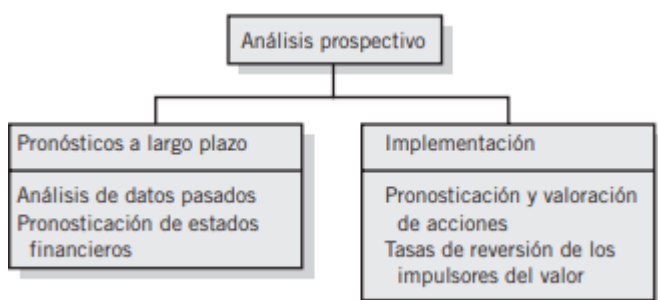 Análisis prospectivo
Pronósticos a largo plazo
Análisis de datos pasados
Pronosticación de estados
financieros
Implementación
Pronosticación y valoración
de acciones
Tasas de reversión de los
impulsores del valor